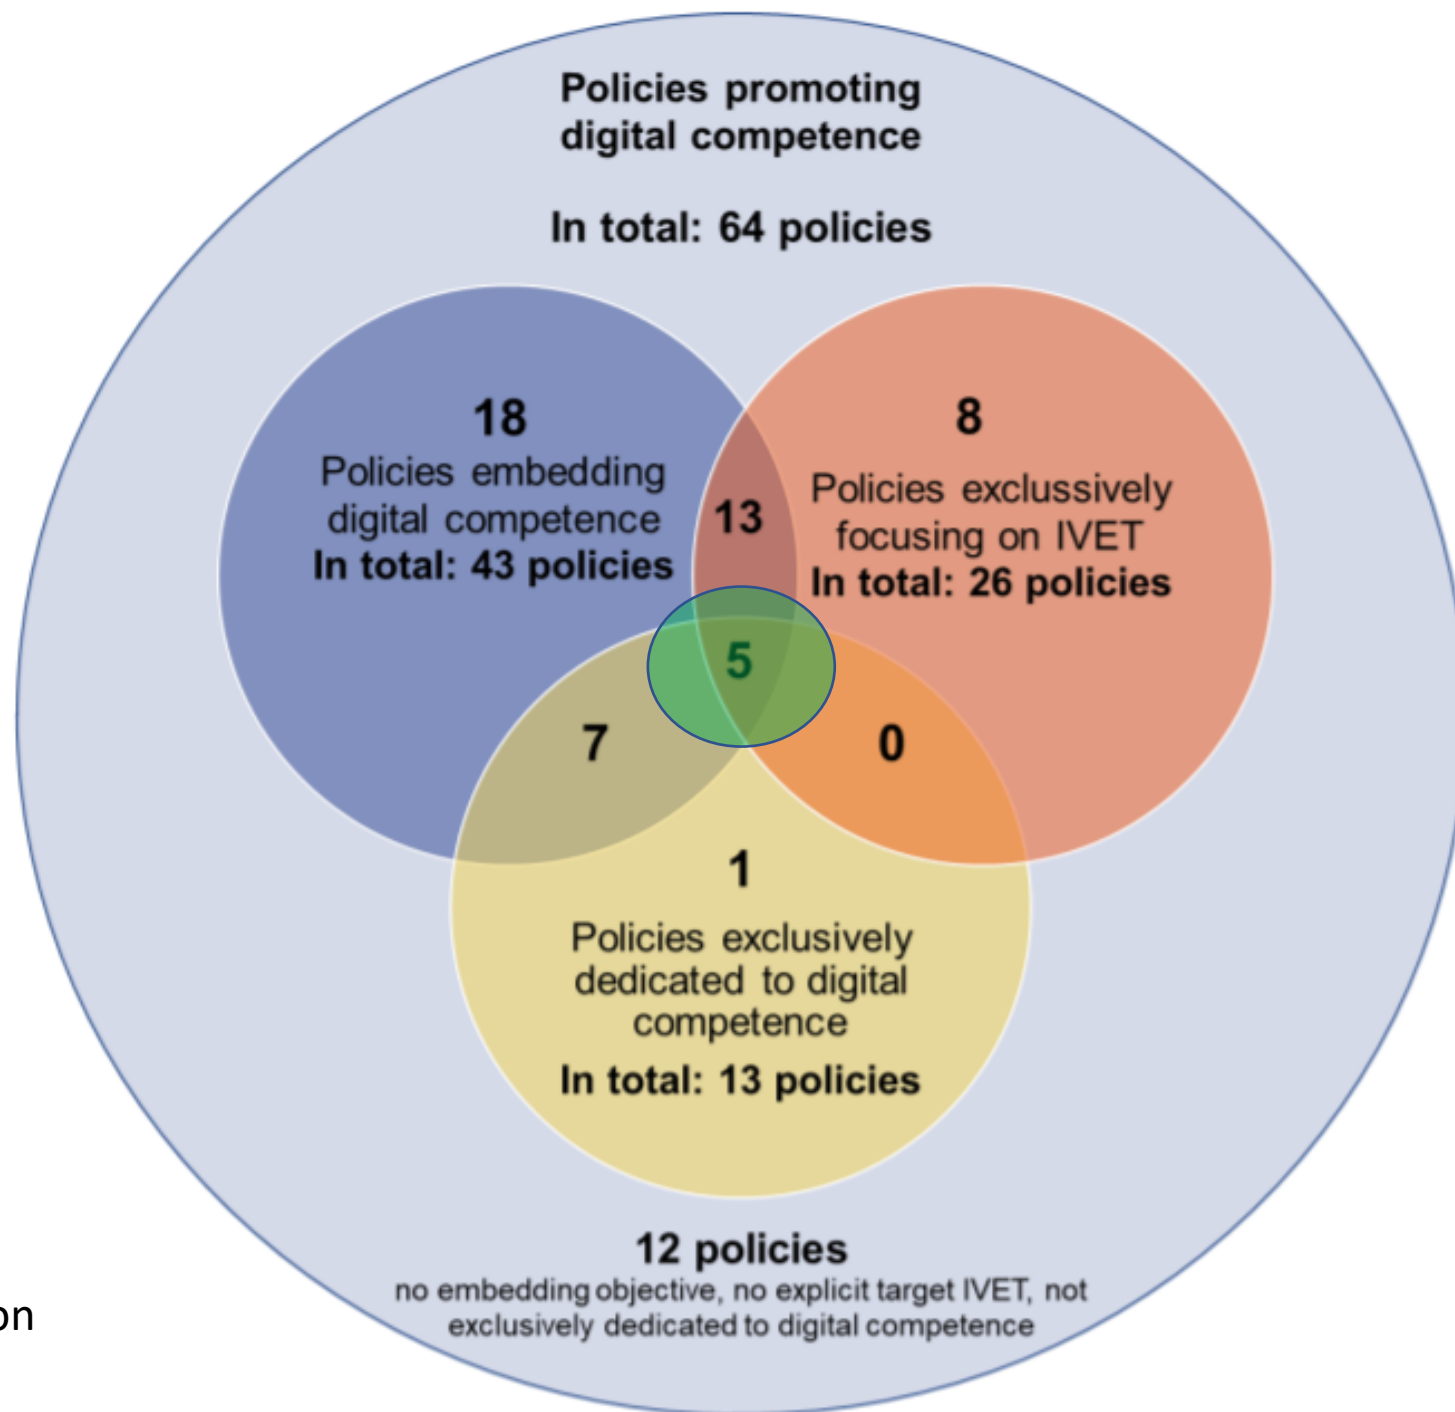 Policies promoting
digital competence
In total: 64 policies
18
Policies embedding
digital competence
In total: 43 policies
8
Policies exclussively
focusing on IVET
In total: 26 policies
13
5
7
0
1
Policies exclusively
dedicated to digital
competence
In total: 13 policies
12 policies
no embedding objective, no explicit target IVET, not
exclusively dedicated to digital competence
on